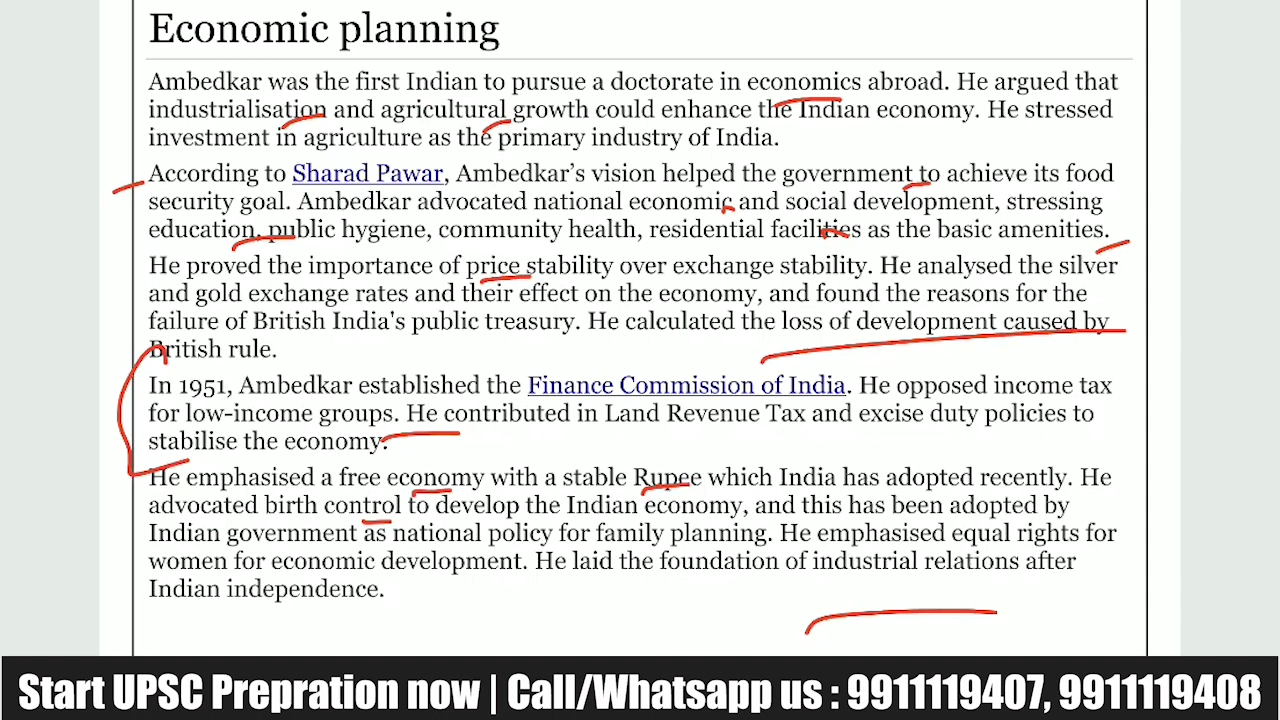 Economic planning
Ambedkar was the first Indian to pursue a doctorate in economics abroad. He argued that
industrialisation and agricultural growth could enhance the Indian economy. He stressed
investment in agriculture as the primary industry of India.
According to Sharad Pawar, Ambedkar’s vision helped the government to achieve its food
security goal. Ambedkar advocated national economic and social development, stressing
education, public hygiene, community health, residential facilities as the basic amenities.
He proved the importance of price stability over exchange stability. He analysed the silver
and gold exchange rates and their effect on the economy, and found the reasons for the
failure of British India's public treasury. He calculated the loss of development caused by
British rule.
In 1951, Ambedkar established the Finance Commission of India. He opposed income tax
for low-income groups. He contributed in Land Revenue Tax and excise duty policies to
stabilise the economy.
He emphasised a free economy with a stable Rupee which India has adopted recently. He
advocated birth control to develop the Indian economy, and this has been adopted by
Indian government as national policy for family planning. He emphasised equal rights for
women for economic development. He laid the foundation of industrial relations after
Indian independence.
Start UPSC Prepration now | Call/Whatsapp us : 9911119407, 9911119408